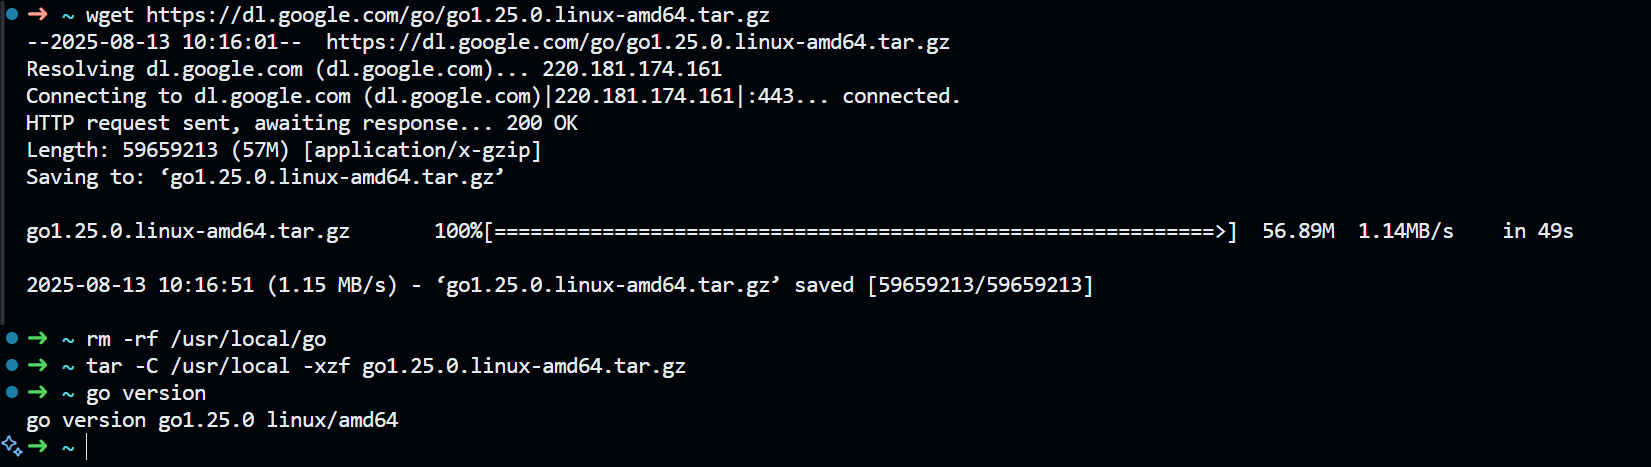 ➜ ~ wget https://dl.google.com/go/go1.25.0.linux-amd64.tar.gz
--2025-08-13 10:16:01--  https://dl.google.com/go/go1.25.0.linux-amd64.tar.gz
Resolving dl.google.com (dl.google.com)... 220.181.174.161
Connecting to dl.google.com (dl.google.com)|220.181.174.161|:443... connected.
HTTP request sent, awaiting response... 200 OK
Length: 59659213 (57M) [application/x-gzip]
Saving to: ‘go1.25.0.linux-amd64.tar.gz’
go1.25.0.linux-amd64.tar.gz       100%[============================================================>]  56.89M  1.14MB/s    in 49s
2025-08-13 10:16:51 (1.15 MB/s) - ‘go1.25.0.linux-amd64.tar.gz’ saved [59659213/59659213]
➜ ~ rm -rf /usr/local/go
➜ ~ tar -C /usr/local -xzf go1.25.0.linux-amd64.tar.gz
➜ ~ go version
go version go1.25.0 linux/amd64
➜ ~